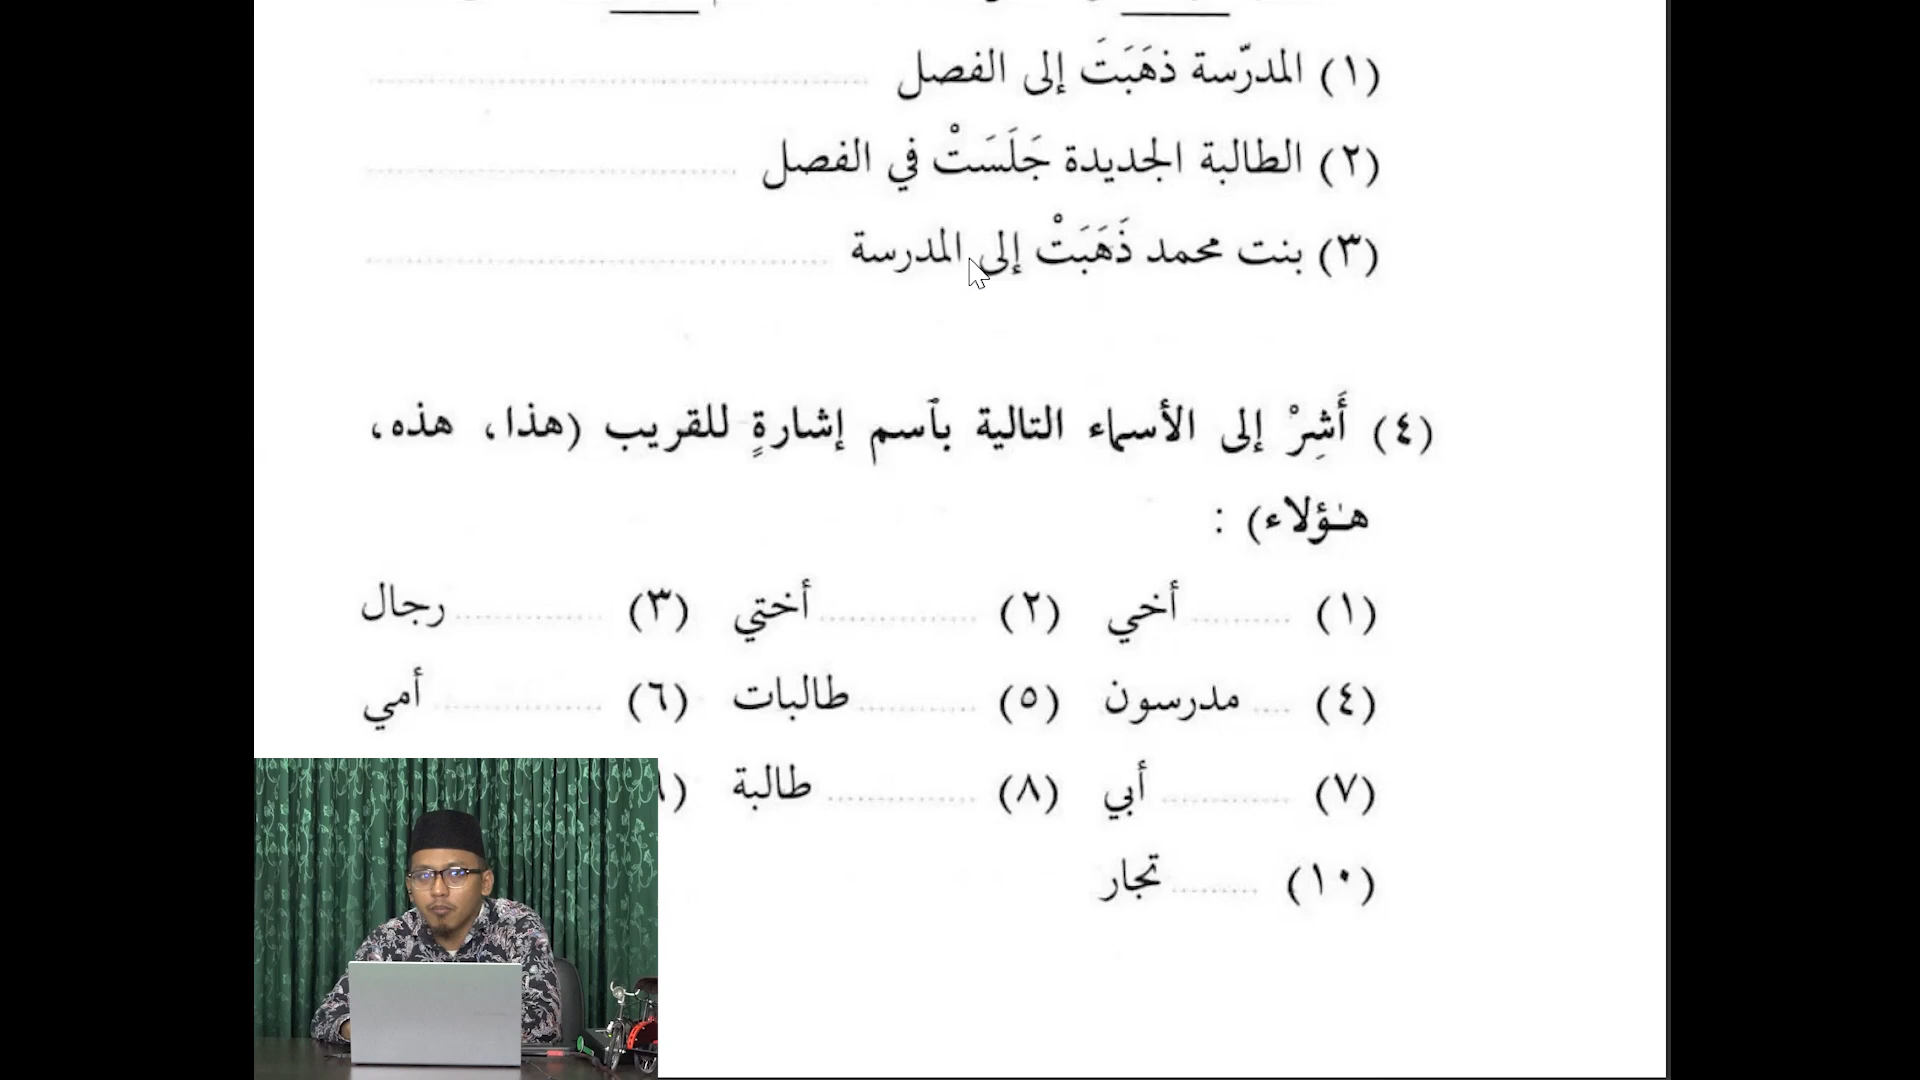 (١) المدرّسة ذهَبَتَ إلى الفصل
(٢) الطالبة الجديدة جَلَسَتْ في الفصل
(٣) بنت محمد ذَهَبَتْ إلى المدرسة
(٤) أَشِرْ إلى الأسماء التالية بٱسم إشارةٍ للقريب (هذا، هذه،
هـٰؤلاء) :
(١) ........ أخي (٢) ........ أختي (٣) ........ رجال
(٤) .... مدرسون (٥) ........ طالبات (٦) ........ أمي
(٧) ........ أبي (٨) ........ طالبة
(١٠) ........ تجار